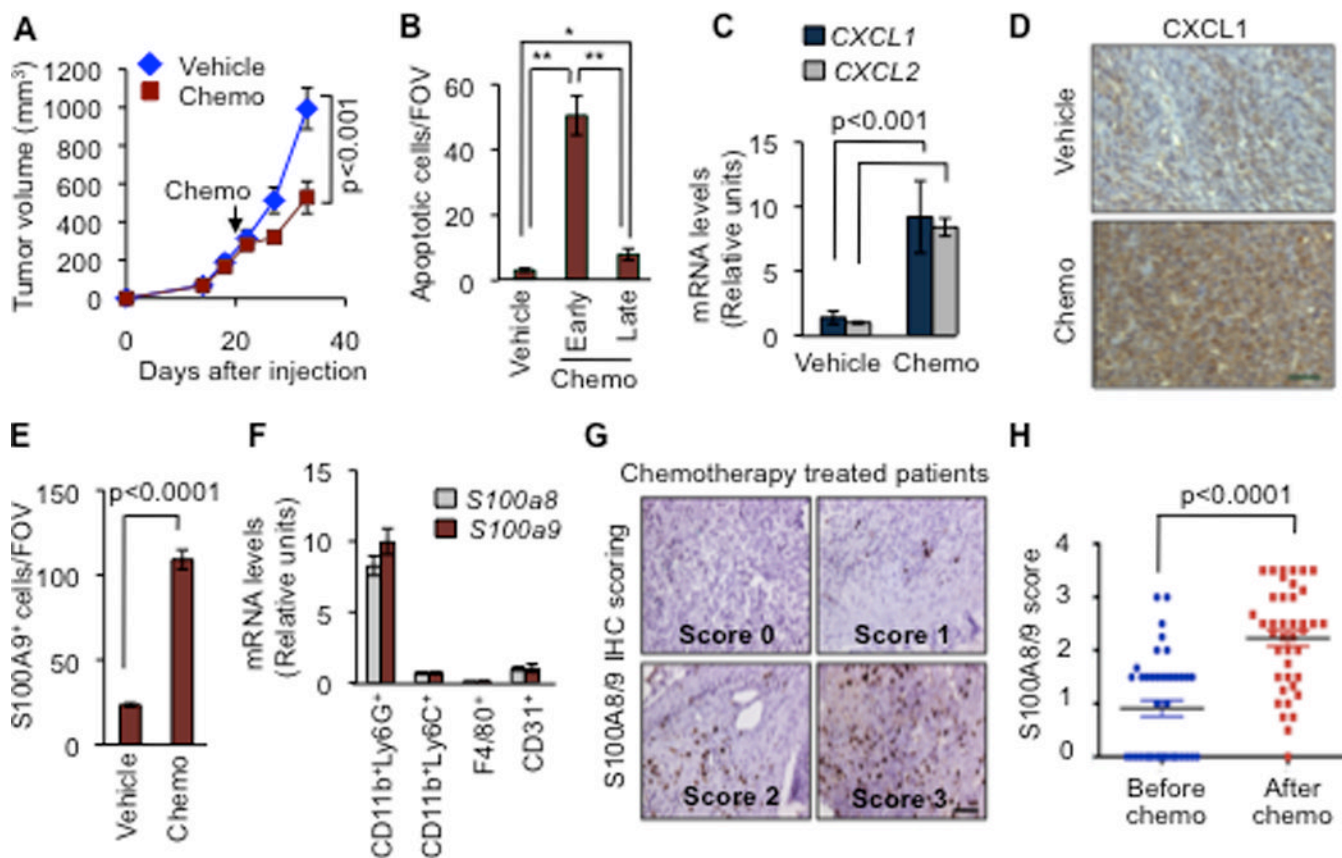 A
Vehicle
Chemo
Tumor volume (mm³)
1200
1000
800
600
400
200
0
Chemo
p<0.001
0
20
40
Days after injection
B
*
**
**
Apoptotic cells/FOV
60
40
20
0
Vehicle
Early
Late
Chemo
C
CXCL1
CXCL2
p<0.001
mRNA levels
(Relative units)
15
10
5
0
Vehicle
Chemo
D
CXCL1
Vehicle
Chemo
E
S100A9⁺ cells/FOV
150
100
50
0
p<0.0001
Vehicle
Chemo
F
mRNA levels
(Relative units)
15
10
5
0
S100a8
S100a9
CD11b⁺Ly6G⁺
CD11b⁺Ly6C⁺
F4/80⁺
CD31⁺
G
Chemotherapy treated patients
S100A8/9 IHC scoring
Score 0
Score 1
Score 2
Score 3
H
p<0.0001
S100A8/9 score
4
3
2
1
0
Before
chemo
After
chemo